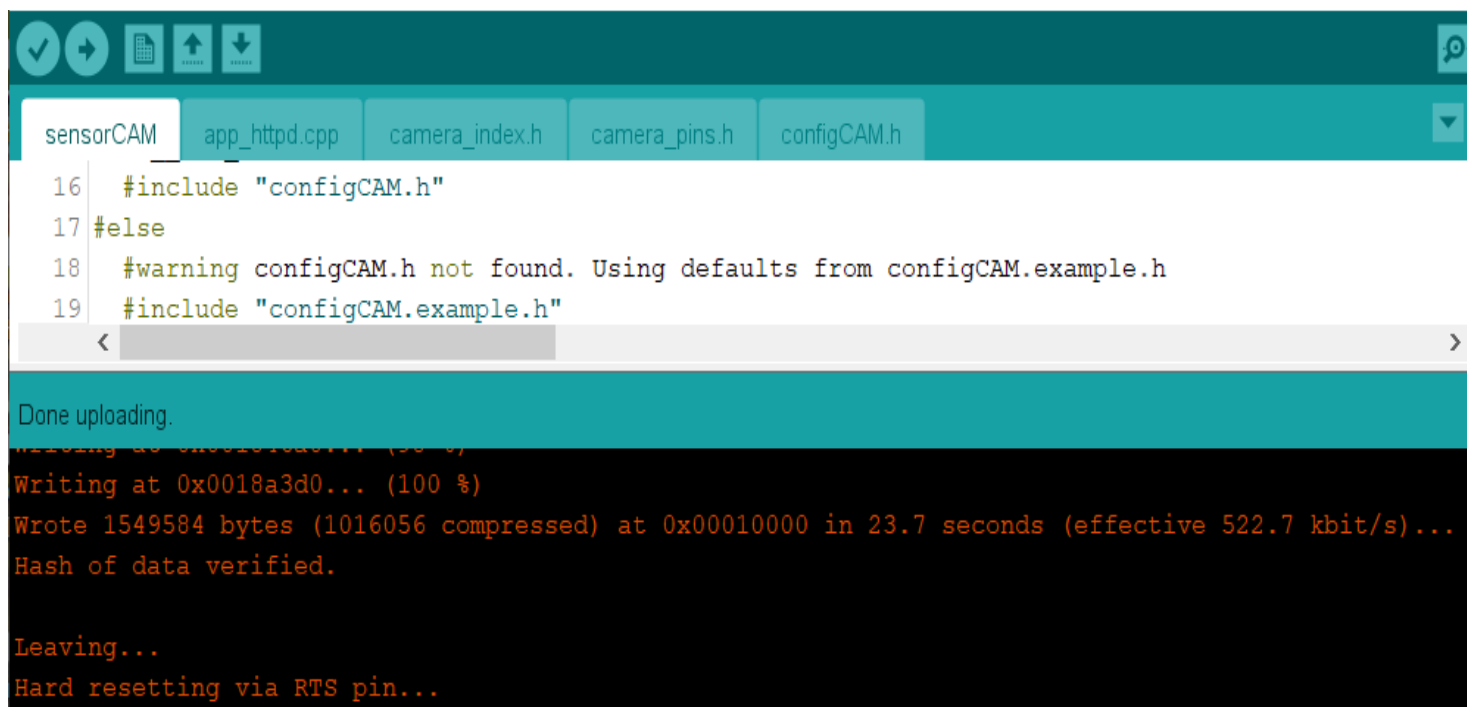 sensorCAM app_httpd.cpp camera_index.h camera_pins.h configCAM.h
16 #include "configCAM.h"
17 #else
18 #warning configCAM.h not found. Using defaults from configCAM.example.h
19 #include "configCAM.example.h"
Done uploading.
Writing at 0x0018a3d0... (100 %)
Wrote 1549584 bytes (1016056 compressed) at 0x00010000 in 23.7 seconds (effective 522.7 kbit/s)...
Hash of data verified.
Leaving...
Hard resetting via RTS pin...